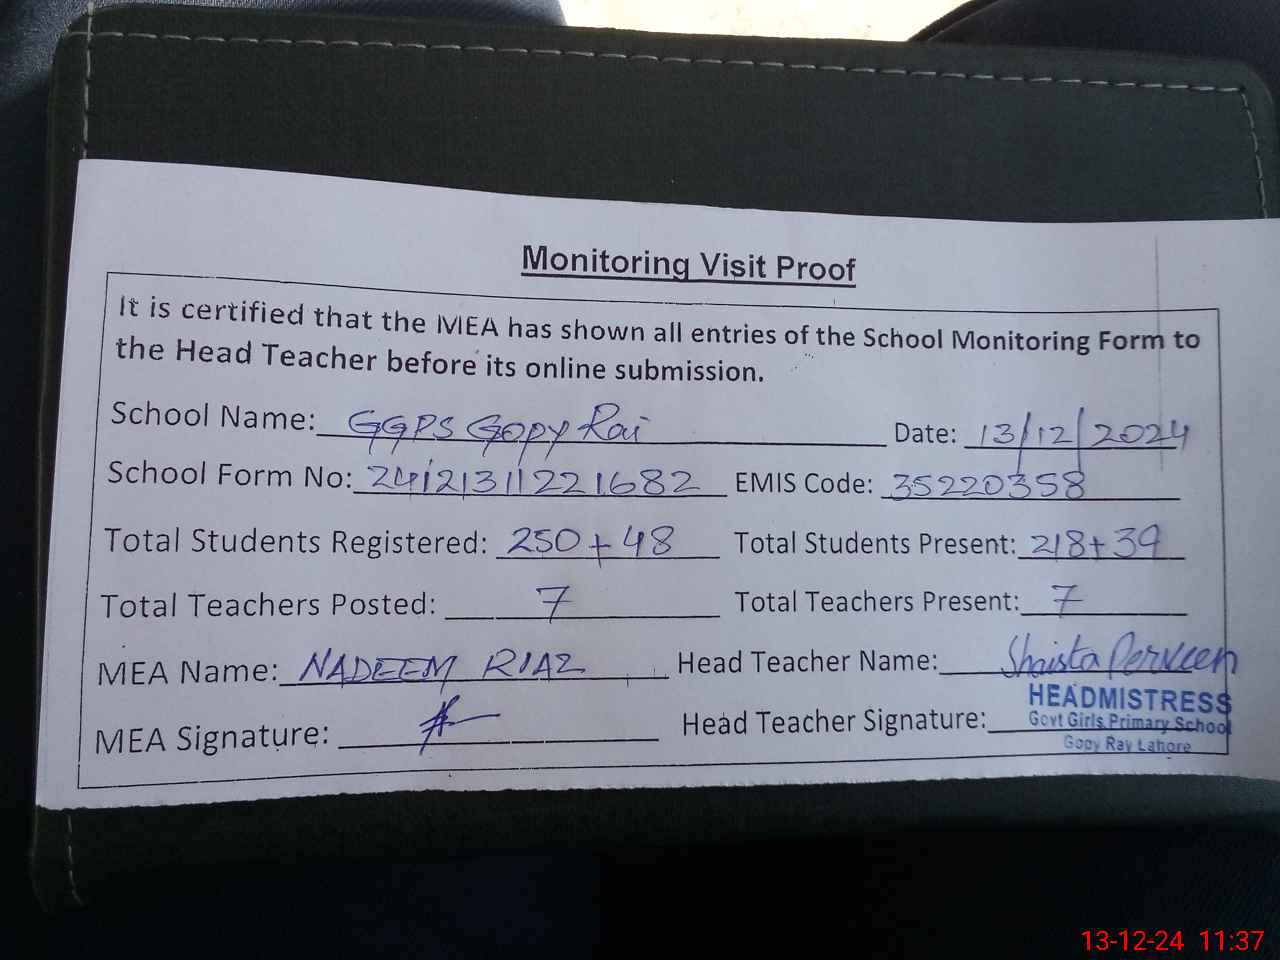 Monitoring Visit Proof
It is certified that the MEA has shown all entries of the School Monitoring Form to
the Head Teacher before its online submission.
School Name: GGPS Gopy Rai Date: 13/12/2024
School Form No: 24121311221682 EMIS Code: 35220358
Total Students Registered: 250+48 Total Students Present: 218+39
Total Teachers Posted: 7 Total Teachers Present: 7
MEA Name: NADEEM RIAZ Head Teacher Name: Shaista Perveen
MEA Signature: Head Teacher Signature:
HEADMISTRESS
Govt Girls Primary School
Gopy Ray Lahore
13-12-24 11:37